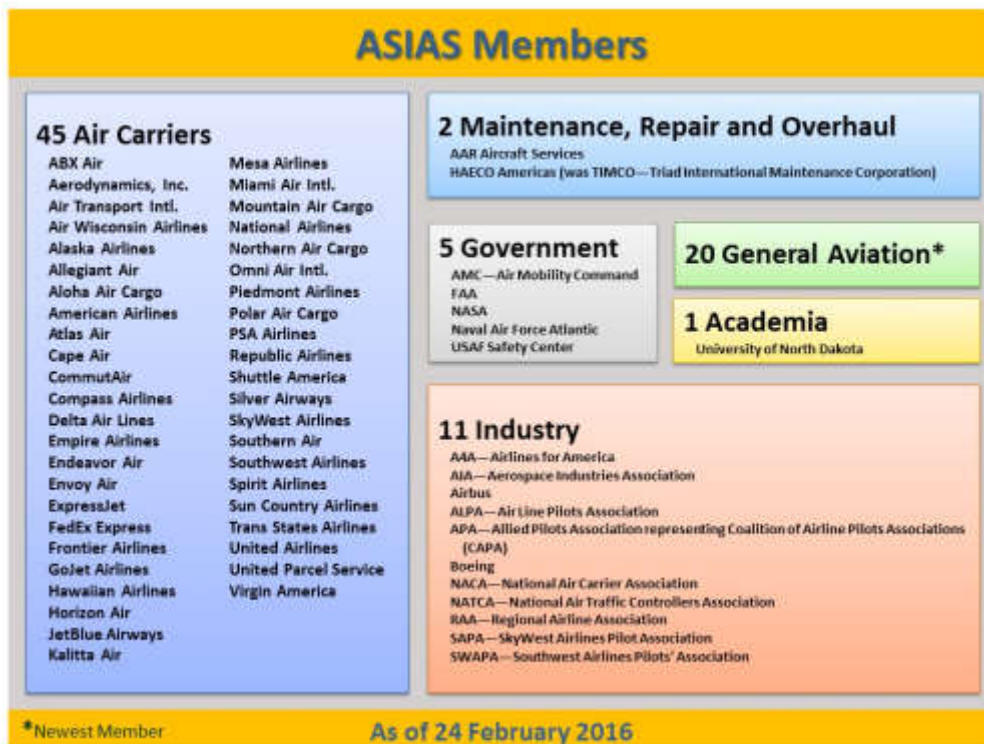 ASIAS Members
45 Air Carriers
ABX Air
Aerodynamics, Inc.
Air Transport Intl.
Air Wisconsin Airlines
Alaska Airlines
Allegiant Air
Aloha Air Cargo
American Airlines
Atlas Air
Cape Air
CommutAir
Compass Airlines
Delta Air Lines
Empire Airlines
Endeavor Air
Envoy Air
ExpressJet
FedEx Express
Frontier Airlines
GoJet Airlines
Hawaiian Airlines
Horizon Air
JetBlue Airways
Kalitta Air
Mesa Airlines
Miami Air Intl.
Mountain Air Cargo
National Airlines
Northern Air Cargo
Omni Air Intl.
Piedmont Airlines
Polar Air Cargo
PSA Airlines
Republic Airlines
Shuttle America
Silver Airways
SkyWest Airlines
Southern Air
Southwest Airlines
Spirit Airlines
Sun Country Airlines
Trans States Airlines
United Airlines
United Parcel Service
Virgin America
2 Maintenance, Repair and Overhaul
AAR Aircraft Services
HAECO Americas (was TIMCO—Triad International Maintenance Corporation)
5 Government
AMC—Air Mobility Command
FAA
NASA
Naval Air Force Atlantic
USAF Safety Center
20 General Aviation*
1 Academia
University of North Dakota
11 Industry
A4A—Airlines for America
AIA—Aerospace Industries Association
Airbus
ALPA—Air Line Pilots Association
APA—Allied Pilots Association representing Coalition of Airline Pilots Associations
(CAPA)
Boeing
NACA—National Air Carrier Association
NATCA—National Air Traffic Controllers Association
RAA—Regional Airline Association
SAPA—SkyWest Airlines Pilot Association
SWAPA—Southwest Airlines Pilots' Association
*Newest Member
As of 24 February 2016